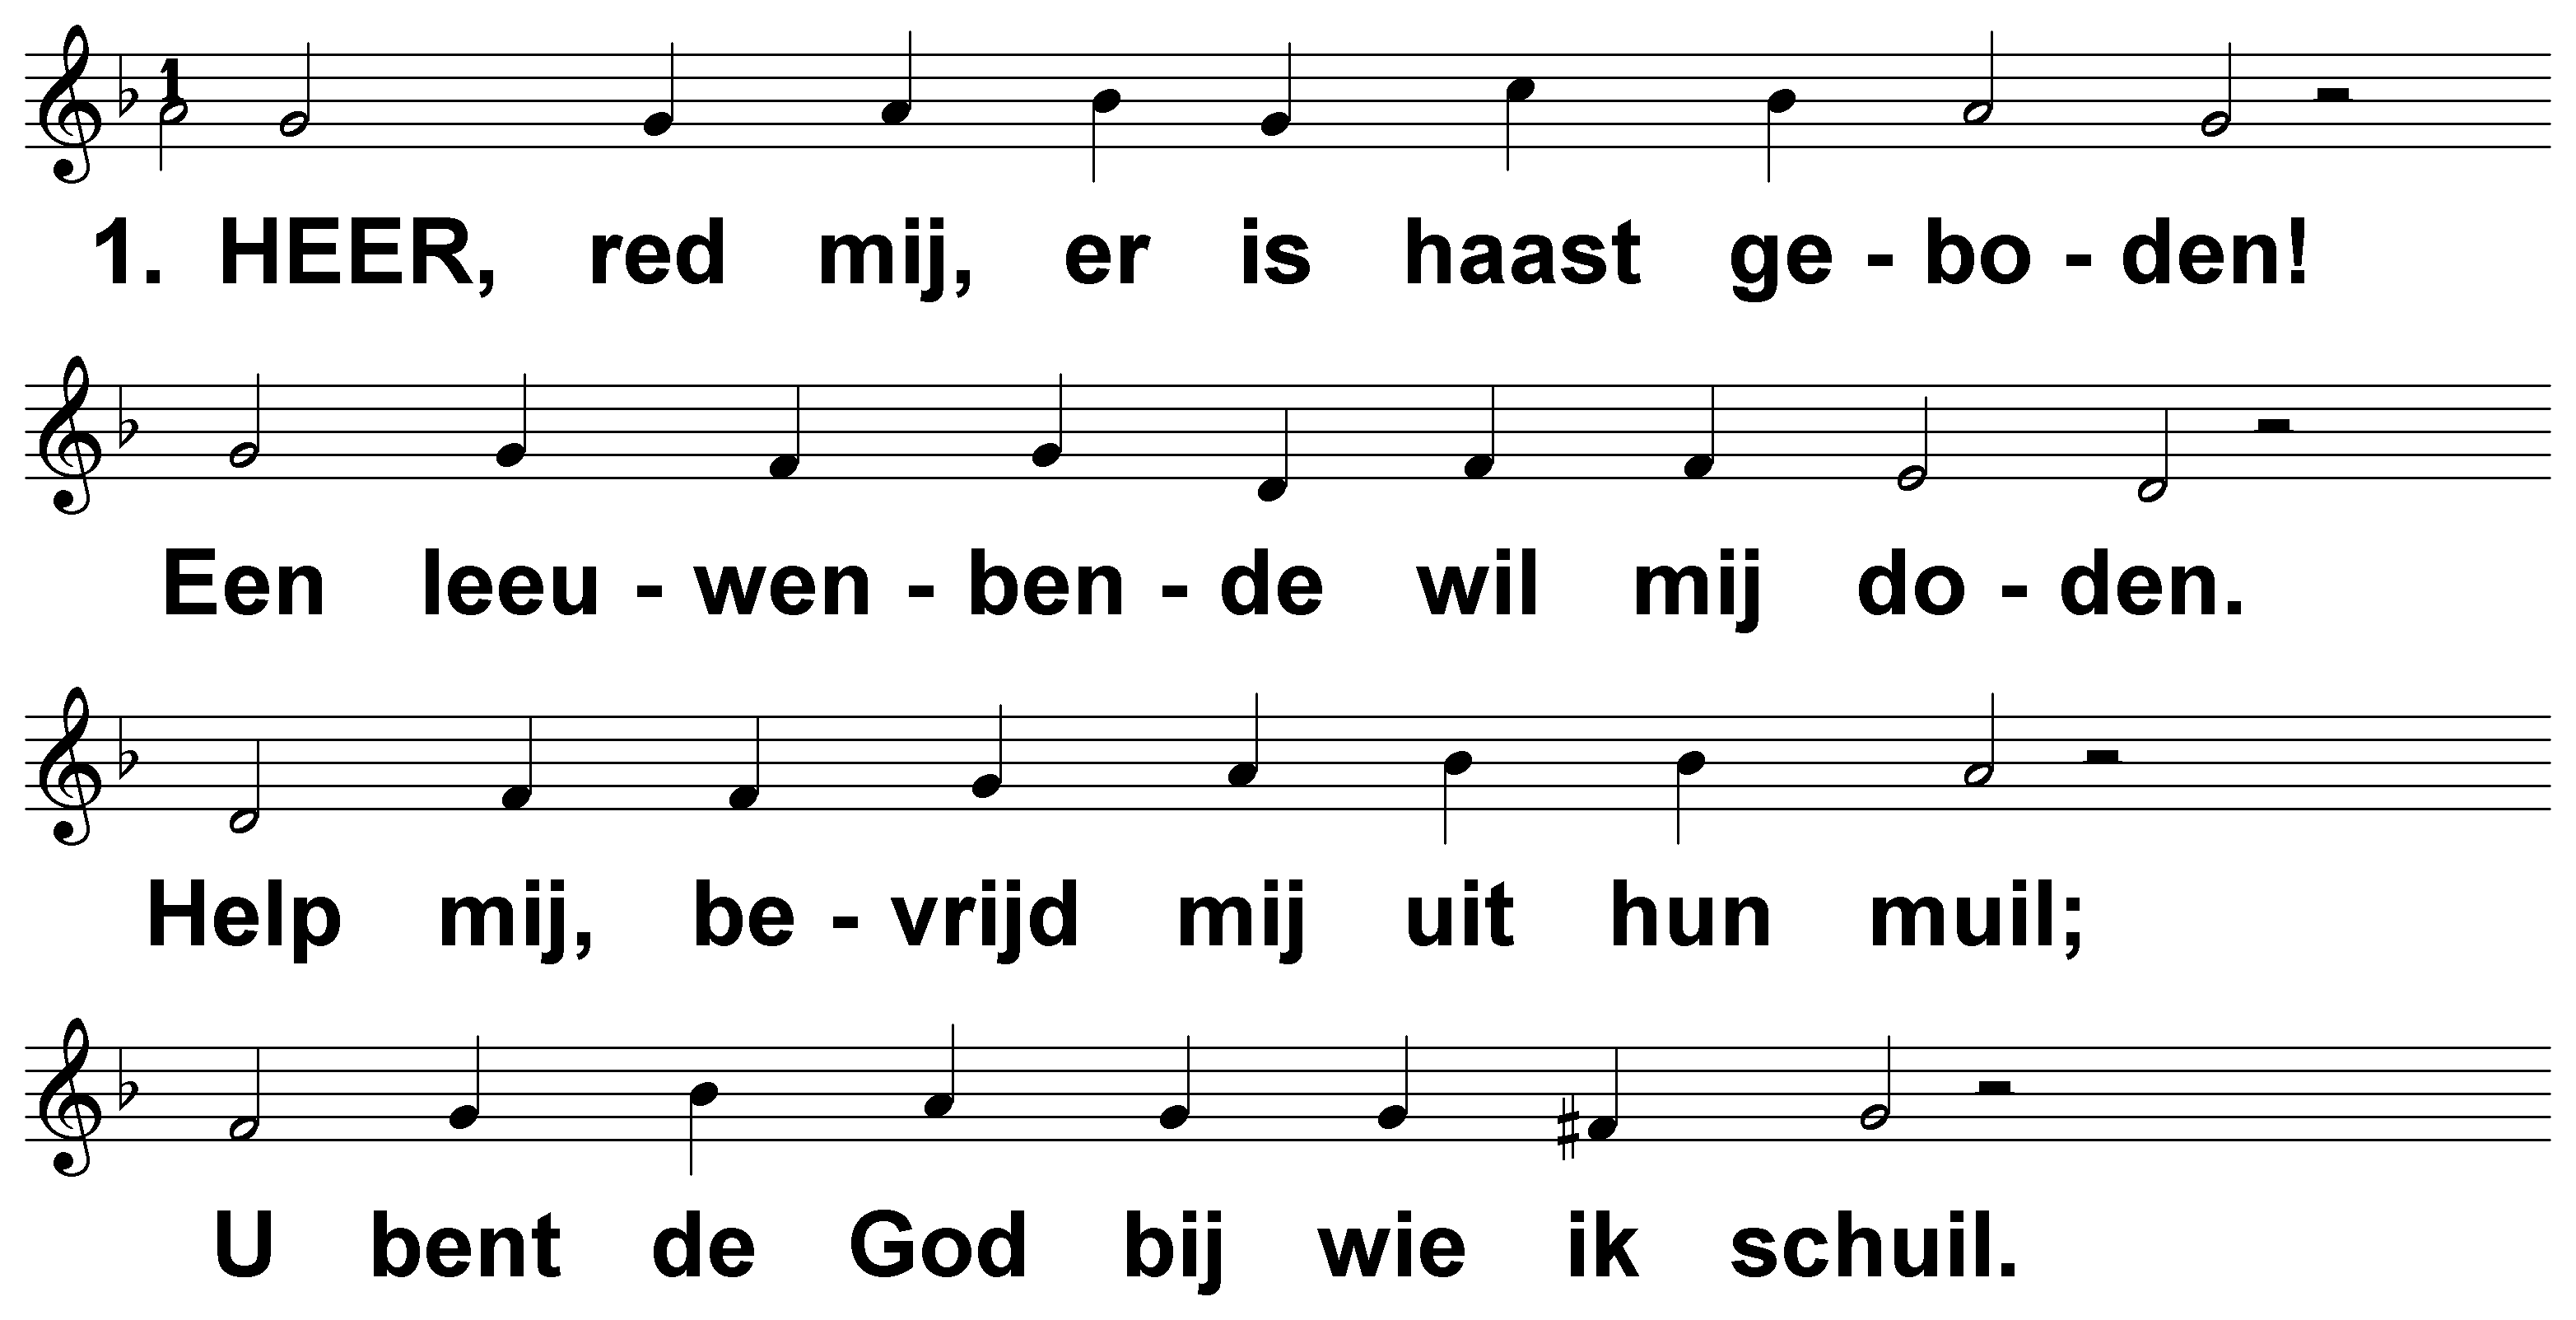 1. HEER, red mij, er is haast ge - bo - den!
Een leeu - wen - ben - de wil mij do - den.
Help mij, be - vrijd mij uit hun muil;
U bent de God bij wie ik schuil.